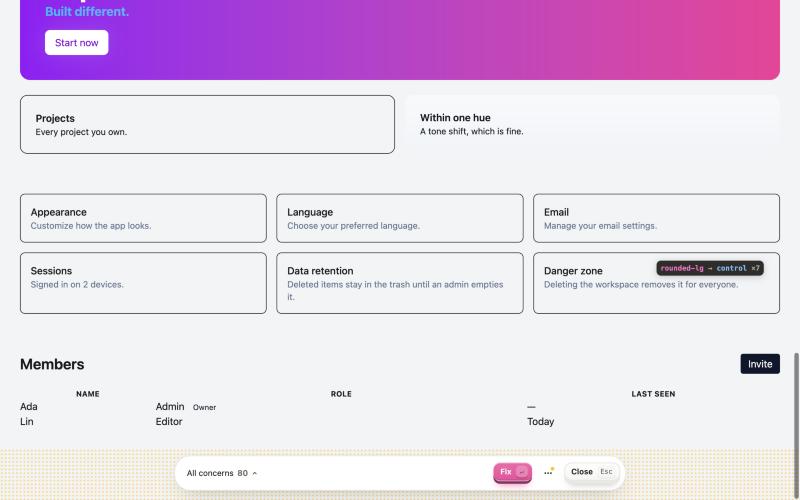 Built different.
Start now
Projects
Every project you own.
Within one hue
A tone shift, which is fine.
Appearance
Customize how the app looks.
Language
Choose your preferred language.
Email
Manage your email settings.
Sessions
Signed in on 2 devices.
Data retention
Deleted items stay in the trash until an admin empties
it.
Danger zone
rounded-lg → control ×7
Deleting the workspace removes it for everyone.
Members
Invite
NAME ROLE LAST SEEN
Ada Admin Owner —
Lin Editor Today
All concerns 80
Fix ↵ ... Close Esc